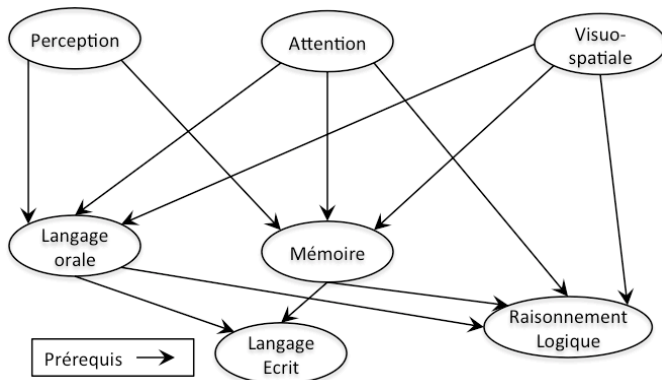 Perception
Attention
Visuo-
spatiale
Langage
orale
Mémoire
Raisonnement
Logique
Langage
Ecrit
Prérequis